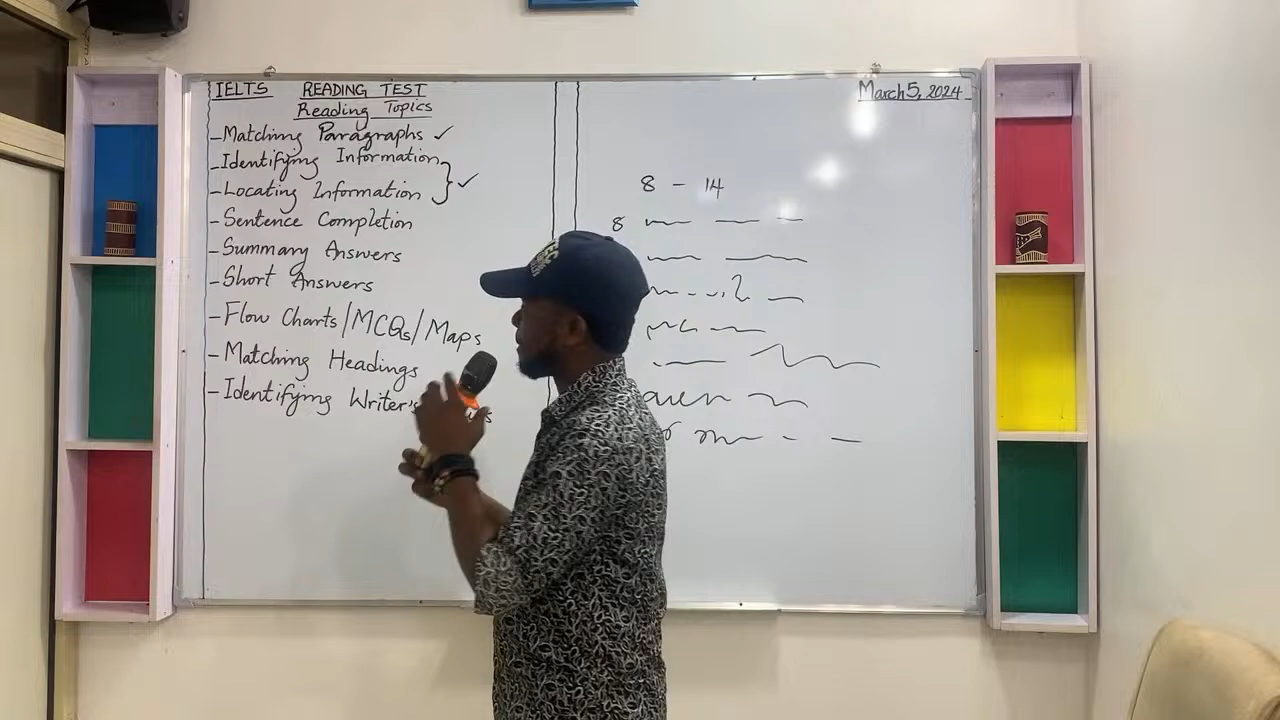 IELTS READING TEST
Reading Topics
- Matching Paragraphs ✓
- Identifying Information
- Locating Information } ✓
- Sentence Completion
- Summary Answers
- Short Answers
- Flow Charts/MCQs/Maps
- Matching Headings
- Identifying Writer's
March 5, 2024
8 - 14
8